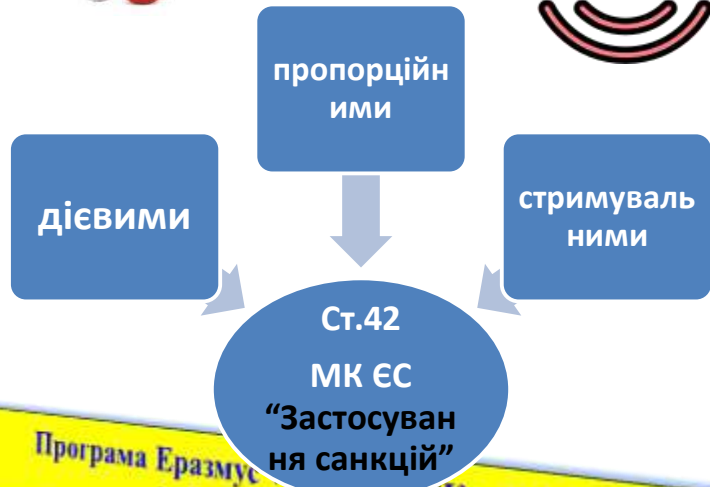 пропорційн
ими
дієвими
стримуваль
ними
Ст.42
МК ЄС
“Застосуван
ня санкцій”
Програма Еразмус